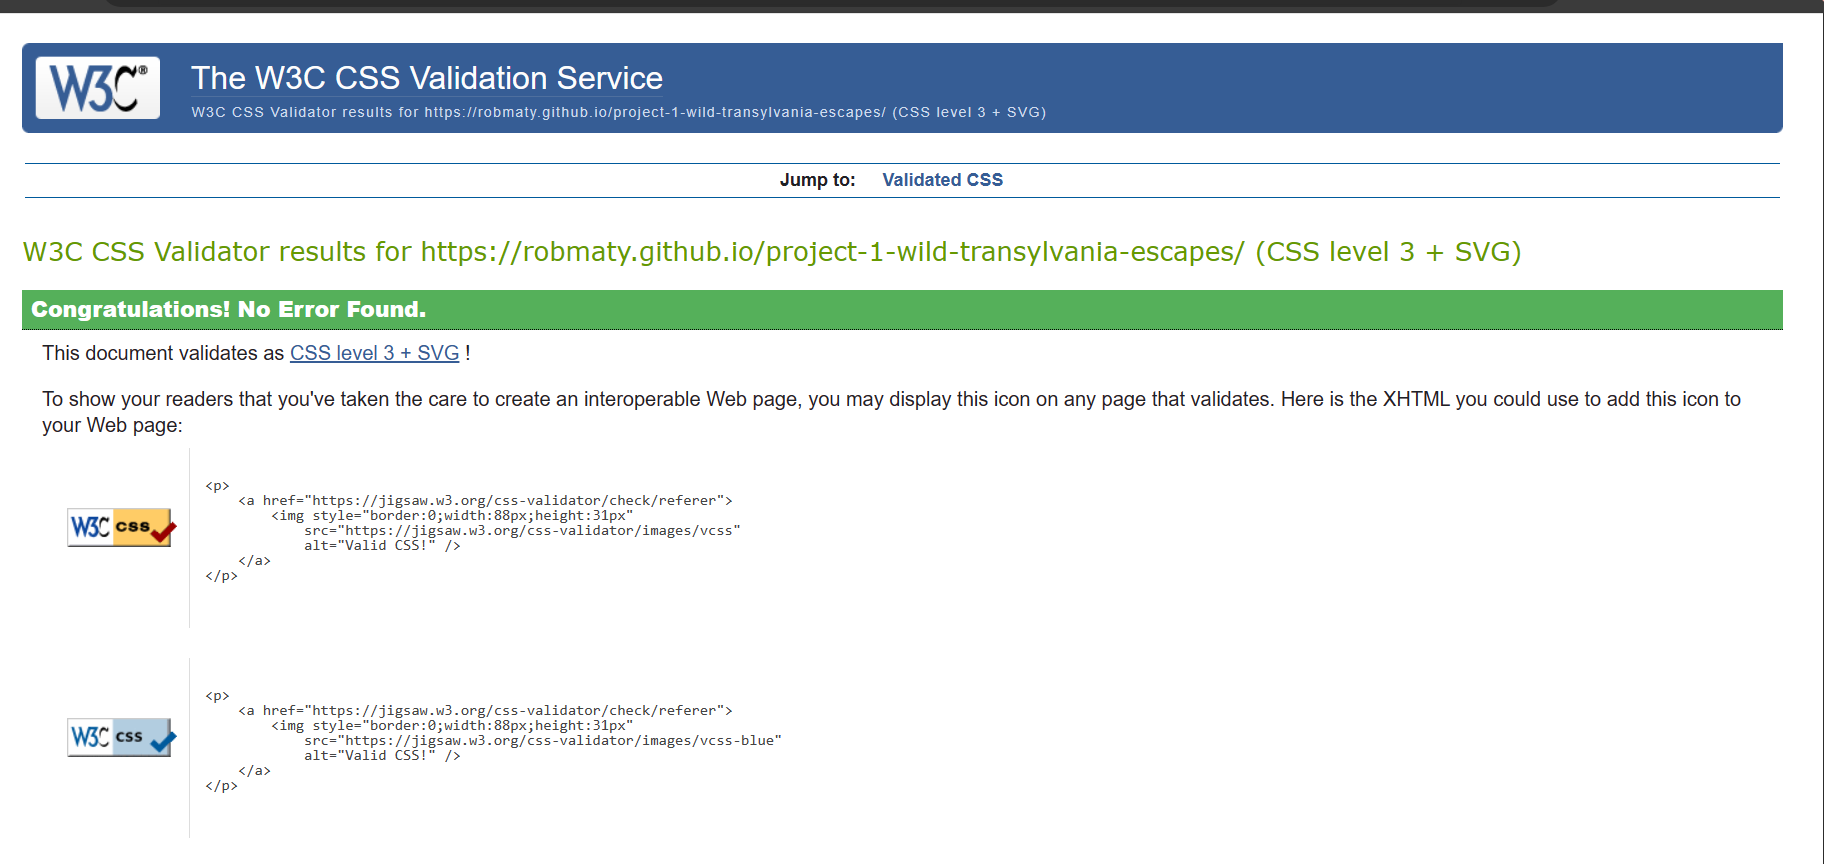 W3C®
The W3C CSS Validation Service
W3C CSS Validator results for https://robmaty.github.io/project-1-wild-transylvania-escapes/ (CSS level 3 + SVG)
Jump to: Validated CSS
W3C CSS Validator results for https://robmaty.github.io/project-1-wild-transylvania-escapes/ (CSS level 3 + SVG)
Congratulations! No Error Found.
This document validates as CSS level 3 + SVG !
To show your readers that you've taken the care to create an interoperable Web page, you may display this icon on any page that validates. Here is the XHTML you could use to add this icon to
your Web page:
W3C css
<p>
    <a href="https://jigsaw.w3.org/css-validator/check/referer">
        <img style="border:0;width:88px;height:31px"
            src="https://jigsaw.w3.org/css-validator/images/vcss"
            alt="Valid CSS!" />
    </a>
</p>
W3C css
<p>
    <a href="https://jigsaw.w3.org/css-validator/check/referer">
        <img style="border:0;width:88px;height:31px"
            src="https://jigsaw.w3.org/css-validator/images/vcss-blue"
            alt="Valid CSS!" />
    </a>
</p>